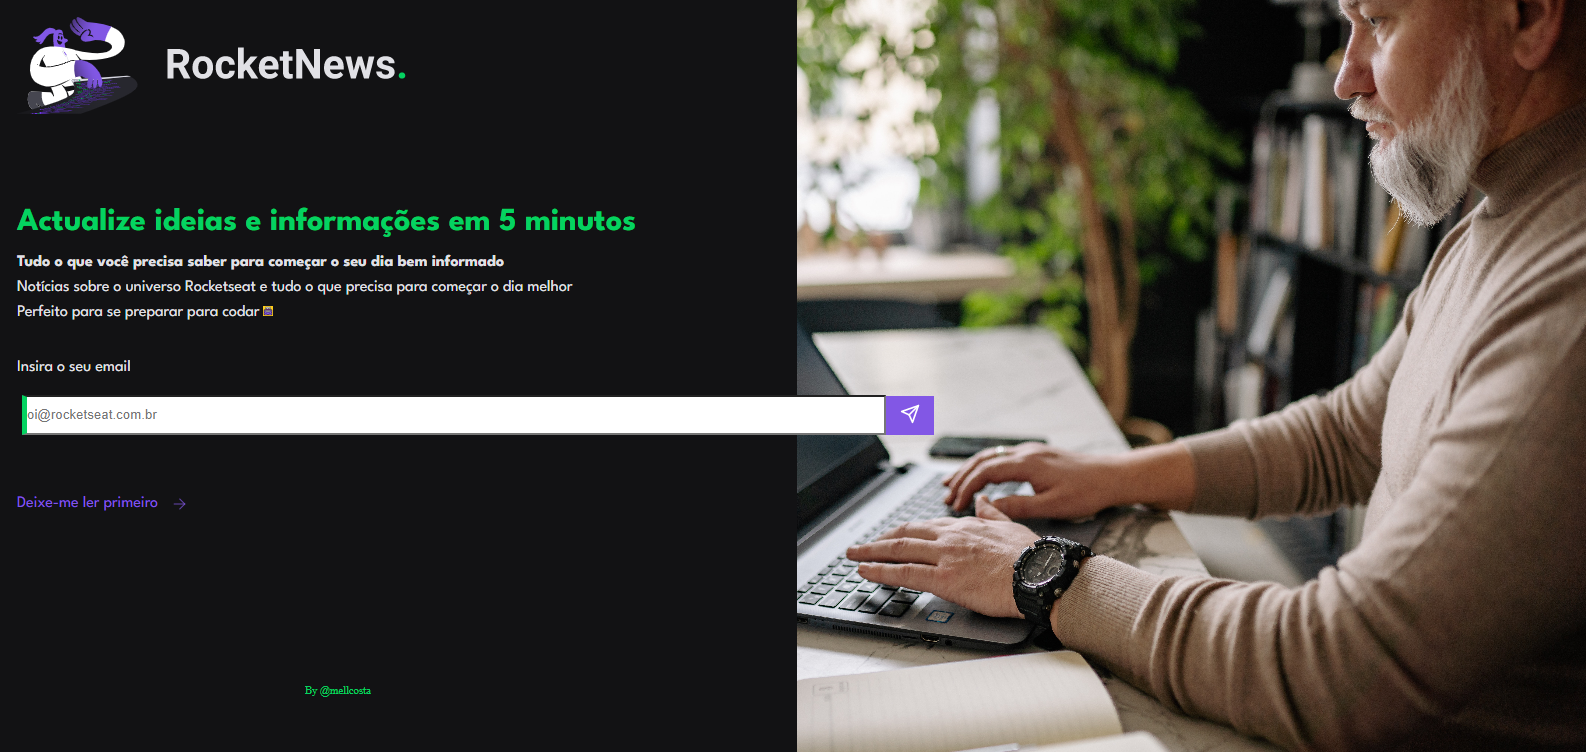 RocketNews.
Actualize ideias e informações em 5 minutos
Tudo o que você precisa saber para começar o seu dia bem informado
Notícias sobre o universo Rocketseat e tudo o que precisa para começar o dia melhor
Perfeito para se preparar para codar
Insira o seu email
oi@rocketseat.com.br
Deixe-me ler primeiro
By @mellcosta